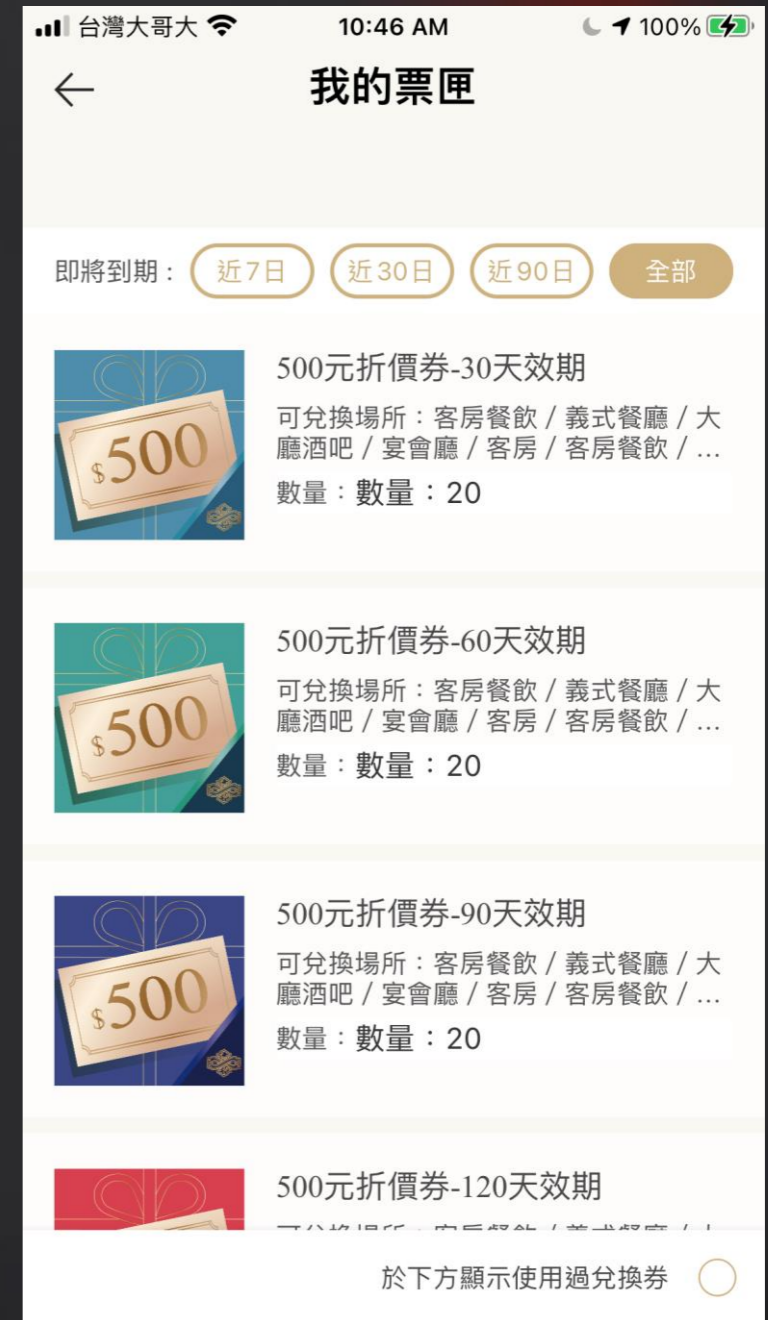 台灣大哥大 10:46 AM 100%
我的票匣
即將到期： 近7日 近30日 近90日 全部
$500
500元折價券-30天效期
可兌換場所：客房餐飲 / 義式餐廳 / 大
廳酒吧 / 宴會廳 / 客房 / 客房餐飲 / ...
數量：數量：20
$500
500元折價券-60天效期
可兌換場所：客房餐飲 / 義式餐廳 / 大
廳酒吧 / 宴會廳 / 客房 / 客房餐飲 / ...
數量：數量：20
$500
500元折價券-90天效期
可兌換場所：客房餐飲 / 義式餐廳 / 大
廳酒吧 / 宴會廳 / 客房 / 客房餐飲 / ...
數量：數量：20
500元折價券-120天效期
於下方顯示使用過兌換券